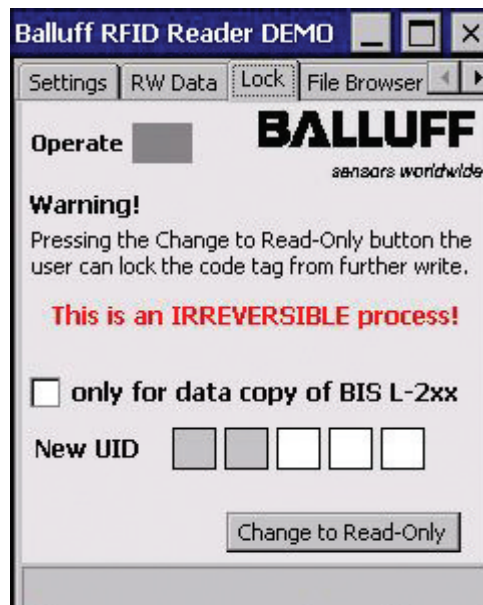 Balluff RFID Reader DEMO
Settings RW Data Lock File Browser
Operate
BALLUFF
sensors worldwide
Warning!
Pressing the Change to Read-Only button the
user can lock the code tag from further write.
This is an IRREVERSIBLE process!
only for data copy of BIS L-2xx
New UID
Change to Read-Only